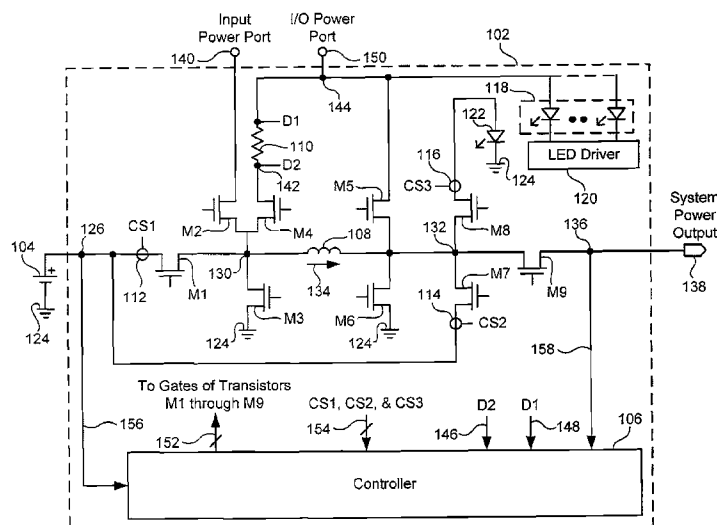 Input
Power Port
I/O Power
Port
140
150
102
144
118
D1
110
D2
142
122
116
CS3
124
LED Driver
120
M5
M2
M4
M8
System
Power
Output
126
CS1
104
+
112
M1
130
108
134
132
136
138
M7
M9
124
M3
124
M6
124
114
CS2
158
To Gates of Transistors
M1 through M9
CS1, CS2, & CS3
D2
D1
156
152
154
146
148
106
Controller